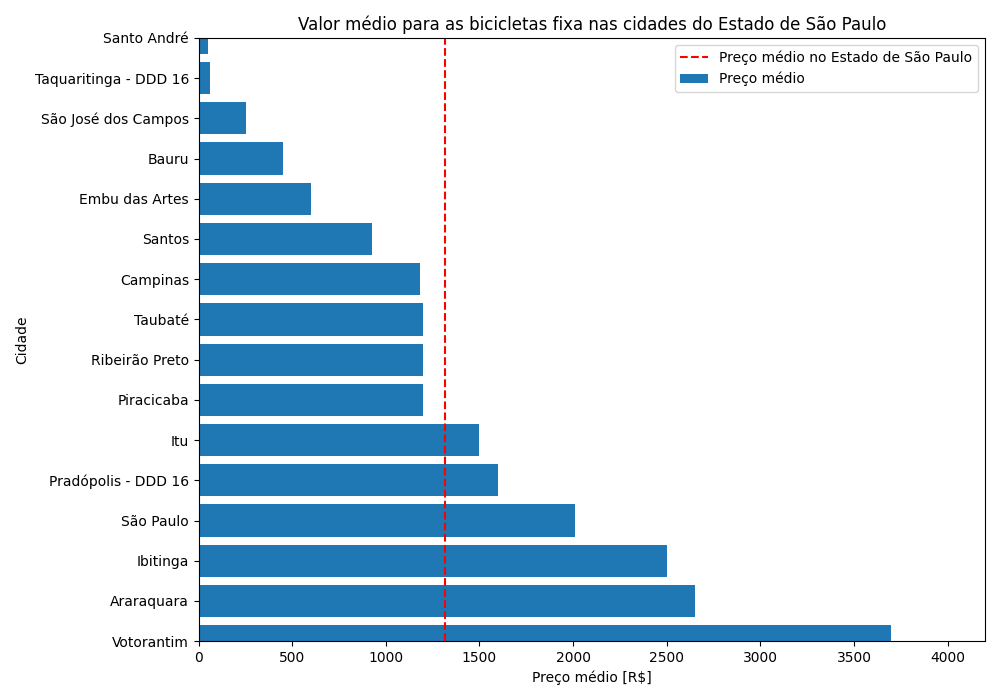 Valor médio para as bicicletas fixa nas cidades do Estado de São Paulo
Preço médio no Estado de São Paulo
Preço médio
Santo André
Taquaritinga - DDD 16
São José dos Campos
Bauru
Embu das Artes
Santos
Campinas
Taubaté
Ribeirão Preto
Piracicaba
Itu
Pradópolis - DDD 16
São Paulo
Ibitinga
Araraquara
Votorantim
Cidade
0 500 1000 1500 2000 2500 3000 3500 4000
Preço médio [R$]